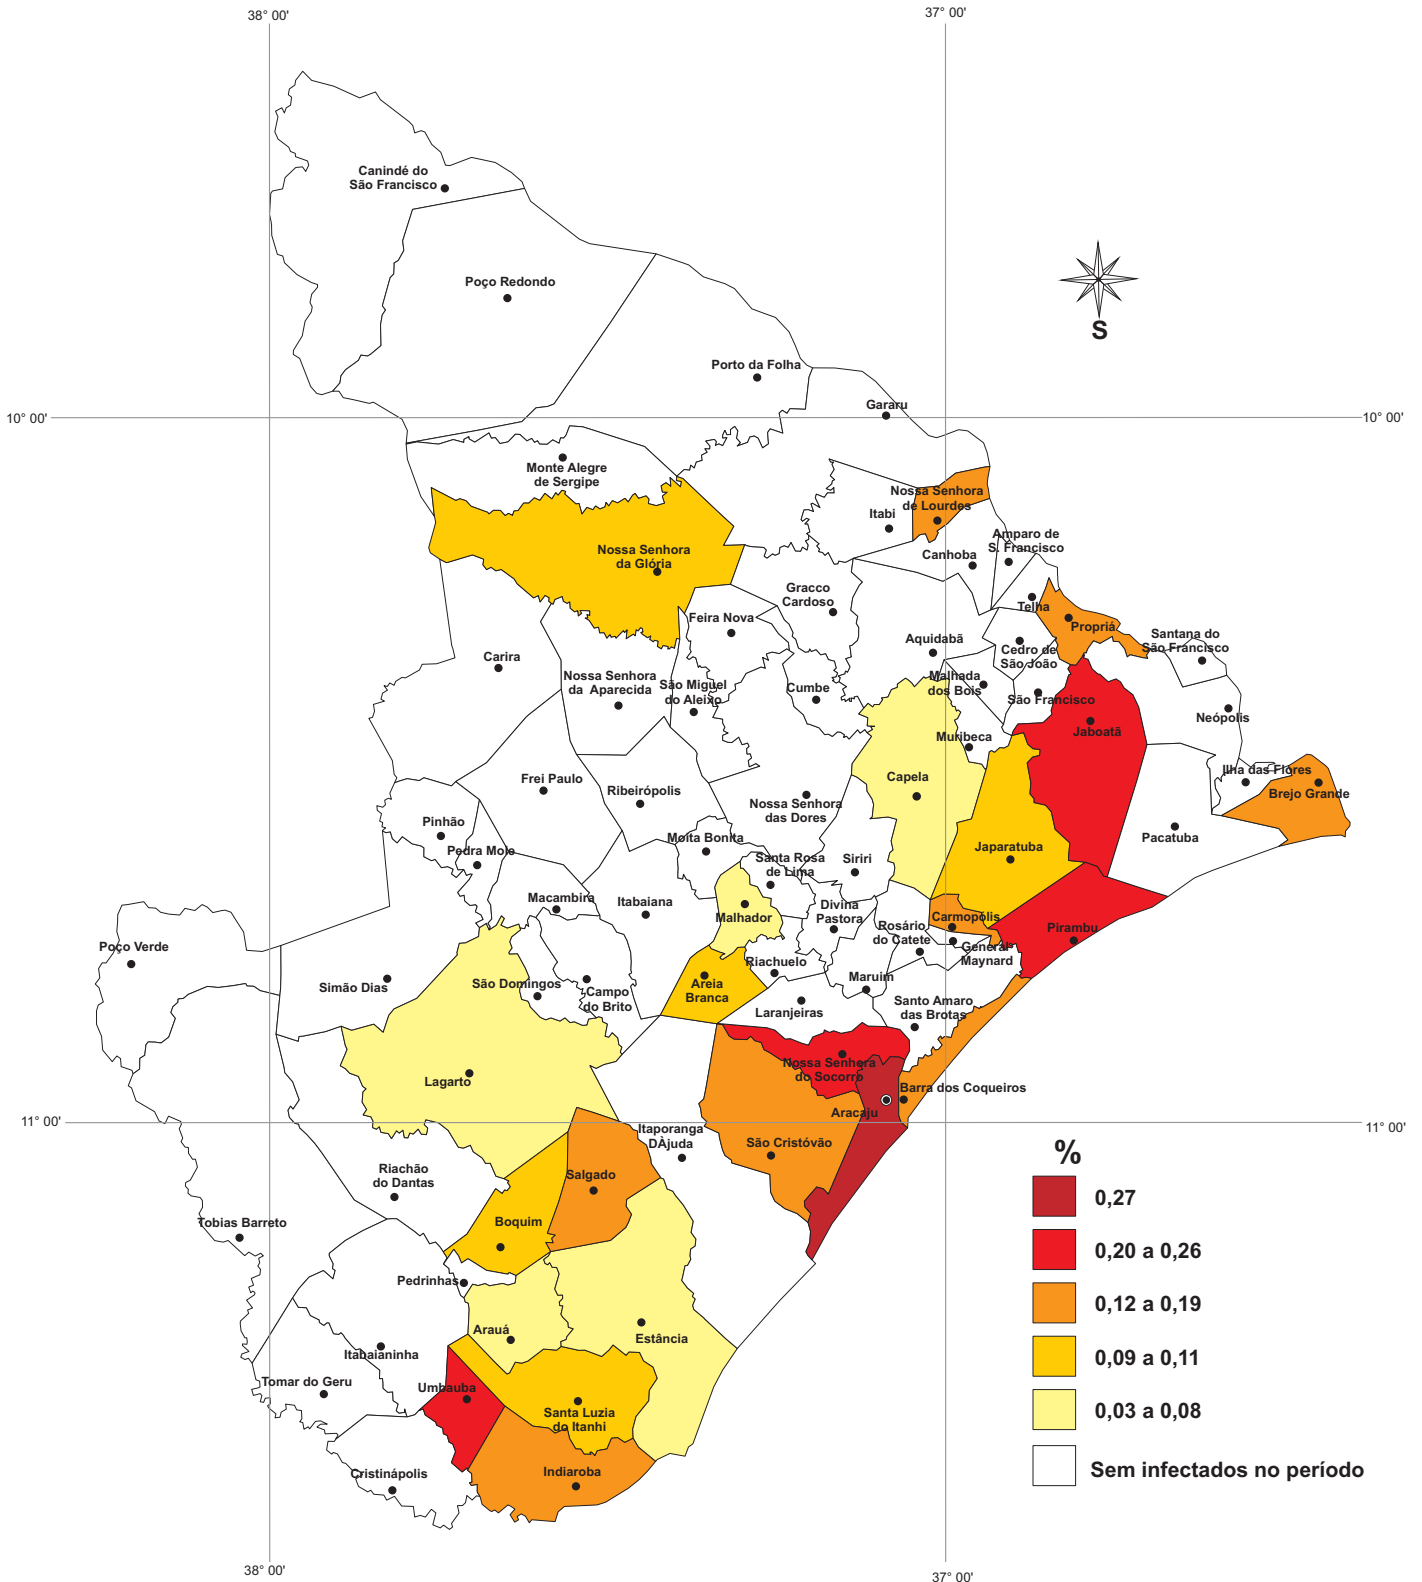 38° 00'
37° 00'
Canindé do
São Francisco
Poço Redondo
S
Porto da Folha
Gararu
10° 00'
10° 00'
Monte Alegre
de Sergipe
Nossa Senhora
de Lourdes
Itabi
Amparo de
S. Francisco
Canhoba
Nossa Senhora
da Glória
Gracco
Cardoso
Telha
Feira Nova
Propriá
Santana do
São Francisco
Aquidabã
Cedro de
São João
Carira
Nossa Senhora
da Aparecida
São Miguel
do Aleixo
Cumbe
Malhada
dos Bois
São Francisco
Neópolis
Jaboatã
Muribeca
Ilha das Flores
Brejo Grande
Capela
Frei Paulo
Ribeirópolis
Nossa Senhora
das Dores
Pinhão
Moita Bonita
Pacatuba
Pedra Mole
Japaratuba
Santa Rosa
de Lima
Siriri
Macambira
Itabaiana
Malhador
Divina
Pastora
Carmopólis
Rosário
do Catete
Pirambu
General
Maynard
Poço Verde
Simão Dias
São Domingos
Campo
do Brito
Areia
Branca
Riachuelo
Maruim
Laranjeiras
Santo Amaro
das Brotas
Nossa Senhora
do Socorro
Lagarto
Barra dos Coqueiros
Aracaju
11° 00'
11° 00'
Itaporanga
DÀjuda
São Cristóvão
Riachão
do Dantas
Salgado
Tobias Barreto
Boquim
Pedrinhas
Arauá
Estância
Itabaianinha
Tomar do Geru
Umbauba
Santa Luzia
do Itanhi
Cristinápolis
Indiaroba
%
0,27
0,20 a 0,26
0,12 a 0,19
0,09 a 0,11
0,03 a 0,08
Sem infectados no período
38° 00'
37° 00'